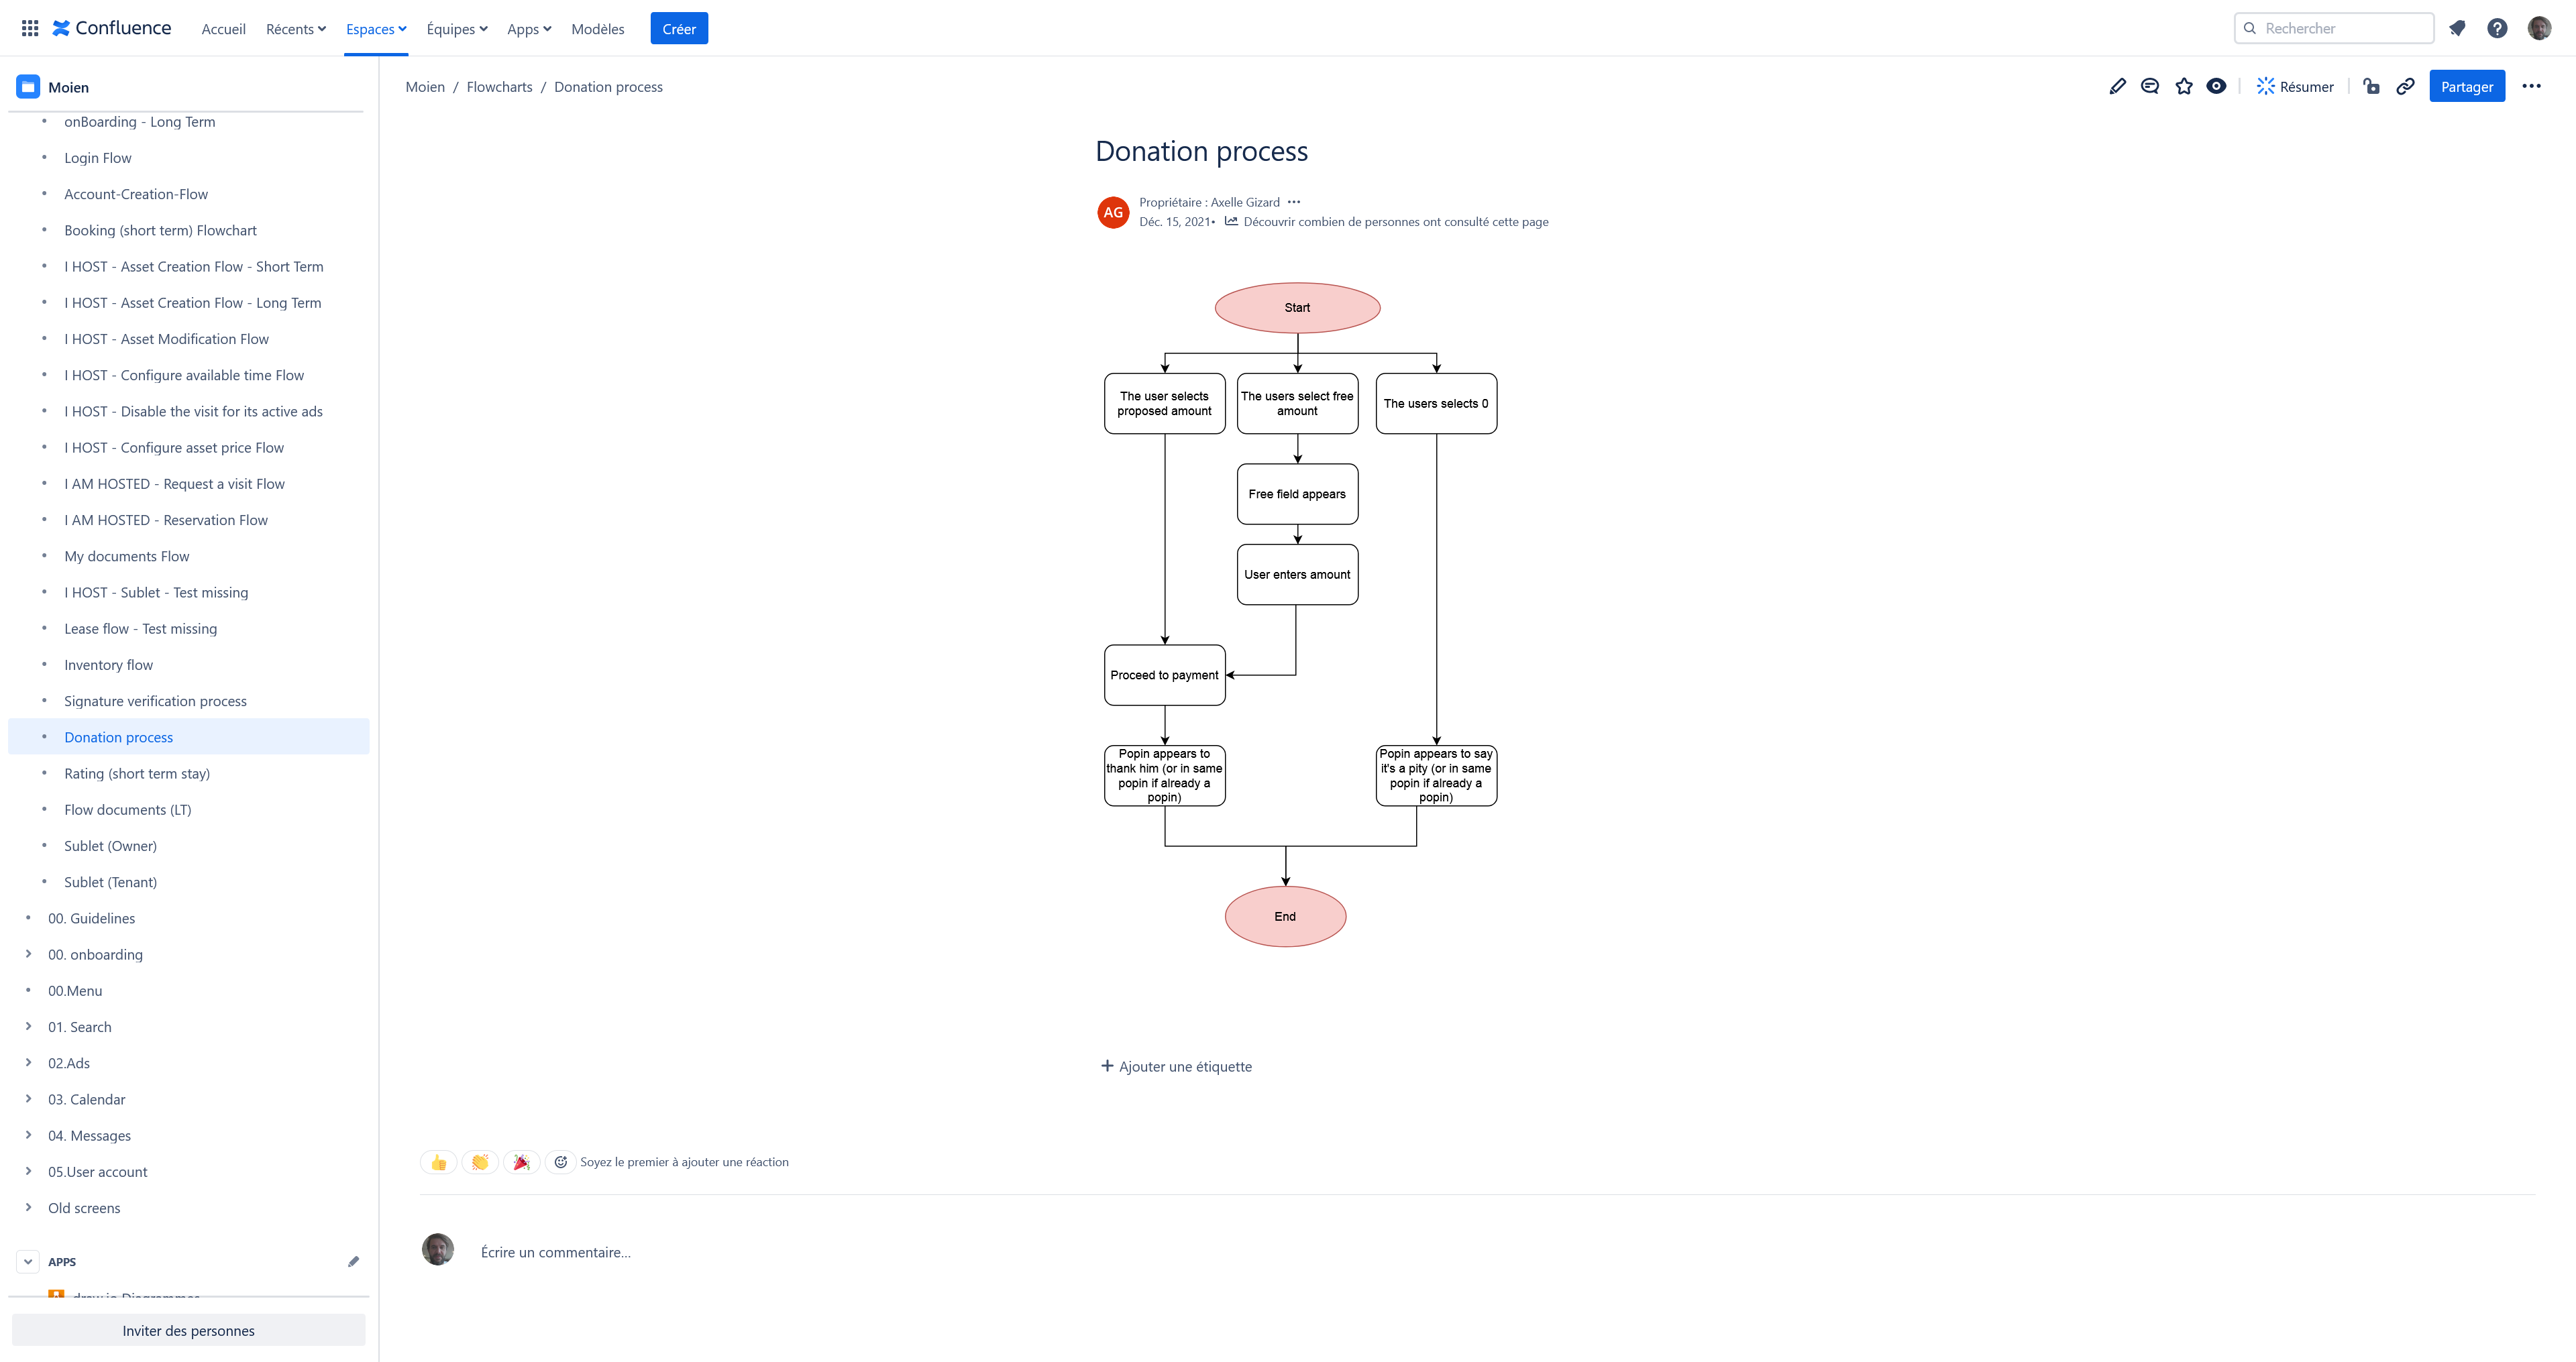 Confluence
Accueil
Récents
Espaces
Équipes
Apps
Modèles
Créer
Rechercher
Moien
onBoarding - Long Term
Login Flow
Account-Creation-Flow
Booking (short term) Flowchart
I HOST - Asset Creation Flow - Short Term
I HOST - Asset Creation Flow - Long Term
I HOST - Asset Modification Flow
I HOST - Configure available time Flow
I HOST - Disable the visit for its active ads
I HOST - Configure asset price Flow
I AM HOSTED - Request a visit Flow
I AM HOSTED - Reservation Flow
My documents Flow
I HOST - Sublet - Test missing
Lease flow - Test missing
Inventory flow
Signature verification process
Donation process
Rating (short term stay)
Flow documents (LT)
Sublet (Owner)
Sublet (Tenant)
00. Guidelines
00. onboarding
00.Menu
01. Search
02.Ads
03. Calendar
04. Messages
05.User account
Old screens
APPS
draw.io Diagrammes
Inviter des personnes
Moien / Flowcharts / Donation process
Résumer
Partager
Donation process
AG
Propriétaire : Axelle Gizard
Déc. 15, 2021• Découvrir combien de personnes ont consulté cette page
Start
The user selects
proposed amount
The users select free
amount
The users selects 0
Free field appears
User enters amount
Proceed to payment
Popin appears to
thank him (or in same
popin if already a
popin)
Popin appears to say
it's a pity (or in same
popin if already a
popin)
End
Ajouter une étiquette
Soyez le premier à ajouter une réaction
Écrire un commentaire…